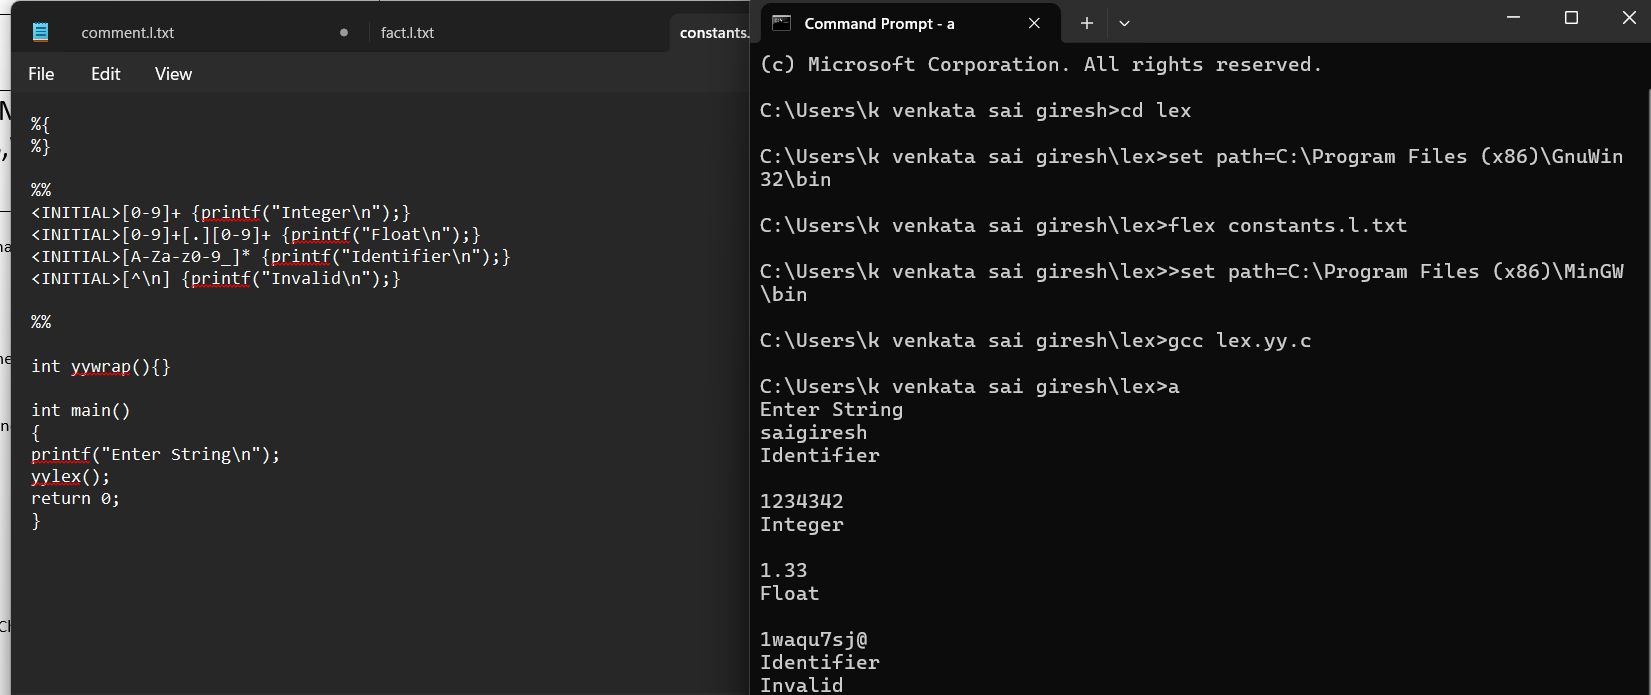 comment.l.txt
fact.l.txt
constants.
File Edit View
%{
%}
%%
<INITIAL>[0-9]+ {printf("Integer\n");}
<INITIAL>[0-9]+[.][0-9]+ {printf("Float\n");}
<INITIAL>[A-Za-z0-9_]* {printf("Identifier\n");}
<INITIAL>[^\n] {printf("Invalid\n");}
%%
int yywrap(){}
int main()
{
printf("Enter String\n");
yylex();
return 0;
}
Command Prompt - a
(c) Microsoft Corporation. All rights reserved.
C:\Users\k venkata sai giresh>cd lex
C:\Users\k venkata sai giresh\lex>set path=C:\Program Files (x86)\GnuWin
32\bin
C:\Users\k venkata sai giresh\lex>flex constants.l.txt
C:\Users\k venkata sai giresh\lex>>set path=C:\Program Files (x86)\MinGW
\bin
C:\Users\k venkata sai giresh\lex>gcc lex.yy.c
C:\Users\k venkata sai giresh\lex>a
Enter String
saigiresh
Identifier
1234342
Integer
1.33
Float
1waqu7sj@
Identifier
Invalid